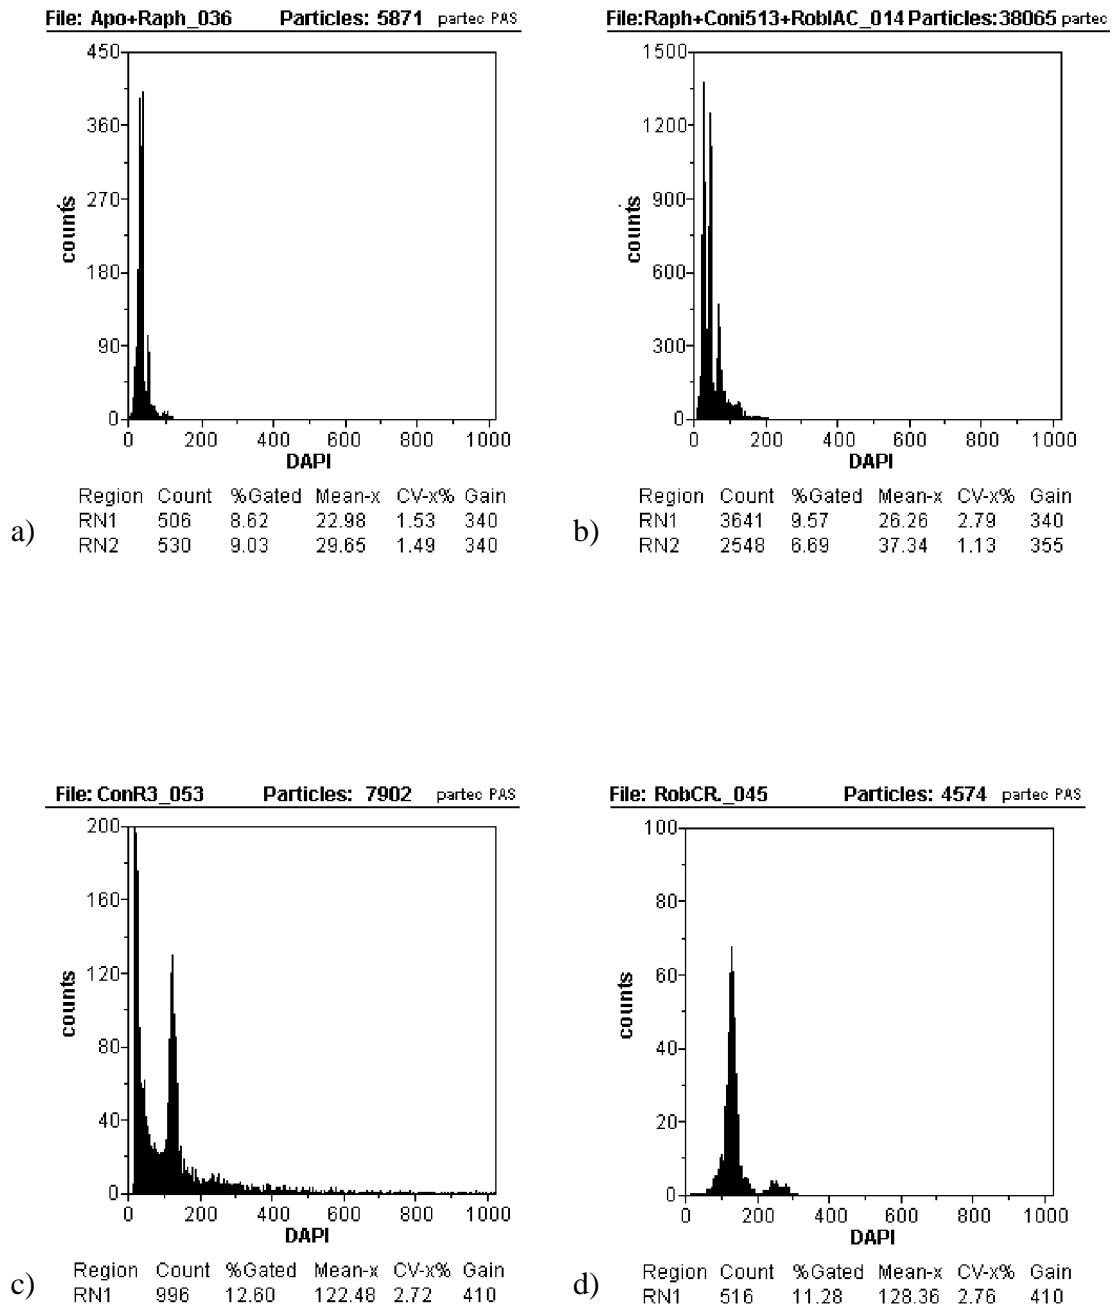 File: Apo+Raph_036 Particles: 5871 partec PAS
450
360
270
180
90
0
counts
0 200 400 600 800 1000
DAPI
Region Count %Gated Mean-x CV-x% Gain
RN1 506 8.62 22.98 1.53 340
RN2 530 9.03 29.65 1.49 340
a)
File:Raph+Coni513+RoblAC_014 Particles:38065 partec
1500
1200
900
600
300
0
counts
0 200 400 600 800 1000
DAPI
Region Count %Gated Mean-x CV-x% Gain
RN1 3641 9.57 26.26 2.79 340
RN2 2548 6.69 37.34 1.13 355
b)
File: ConR3_053 Particles: 7902 partec PAS
200
160
120
80
40
0
counts
0 200 400 600 800 1000
DAPI
Region Count %Gated Mean-x CV-x% Gain
RN1 996 12.60 122.48 2.72 410
c)
File: RobCR._045 Particles: 4574 partec PAS
100
80
60
40
20
0
counts
0 200 400 600 800 1000
DAPI
Region Count %Gated Mean-x CV-x% Gain
RN1 516 11.28 128.36 2.76 410
d)